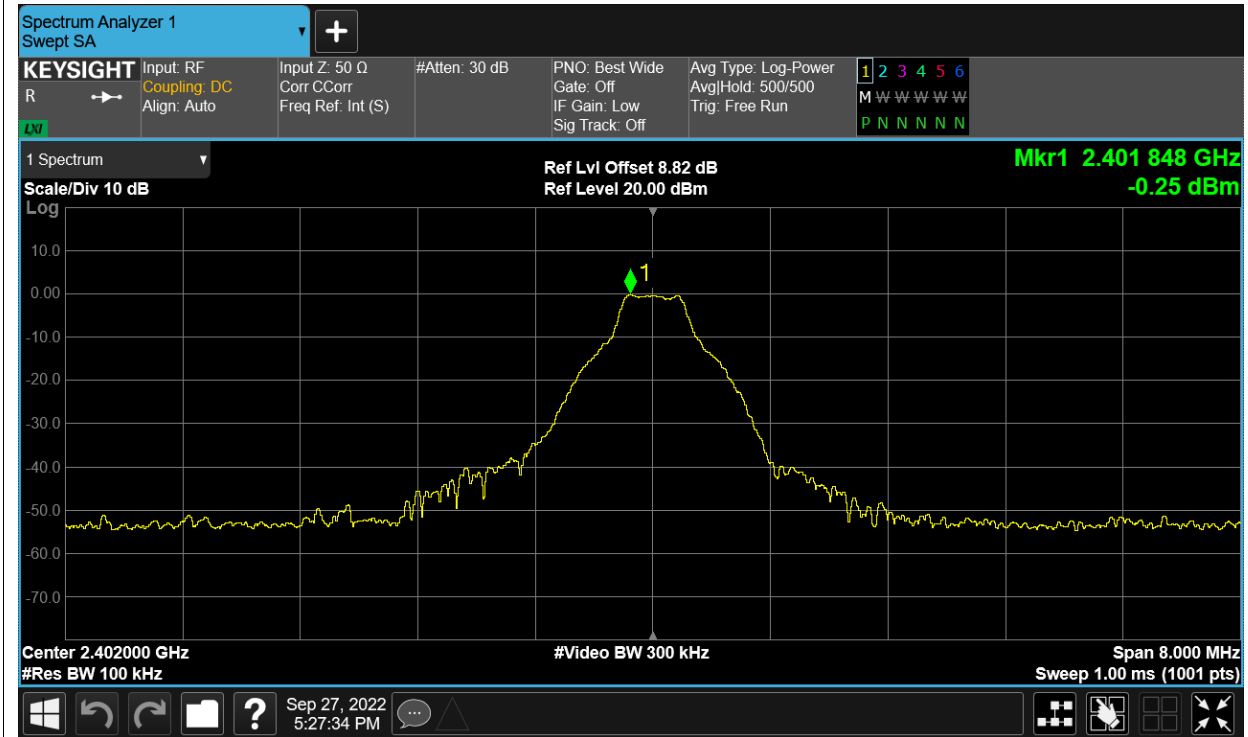 Spectrum Analyzer 1
Swept SA
▼
+
KEYSIGHT
R
LXI
Input: RF
Coupling: DC
Align: Auto
Input Z: 50 Ω
Corr CCorr
Freq Ref: Int (S)
#Atten: 30 dB
PNO: Best Wide
Gate: Off
IF Gain: Low
Sig Track: Off
Avg Type: Log-Power
Avg|Hold: 500/500
Trig: Free Run
1 2 3 4 5 6
M W W W W W
P N N N N N
1 Spectrum ▼
Scale/Div 10 dB
Log
Ref Lvl Offset 8.82 dB
Ref Level 20.00 dBm
Mkr1 2.401 848 GHz
-0.25 dBm
10.0
0.00
-10.0
-20.0
-30.0
-40.0
-50.0
-60.0
-70.0
1
Center 2.402000 GHz
#Res BW 100 kHz
#Video BW 300 kHz
Span 8.000 MHz
Sweep 1.00 ms (1001 pts)
?
Sep 27, 2022
5:27:34 PM